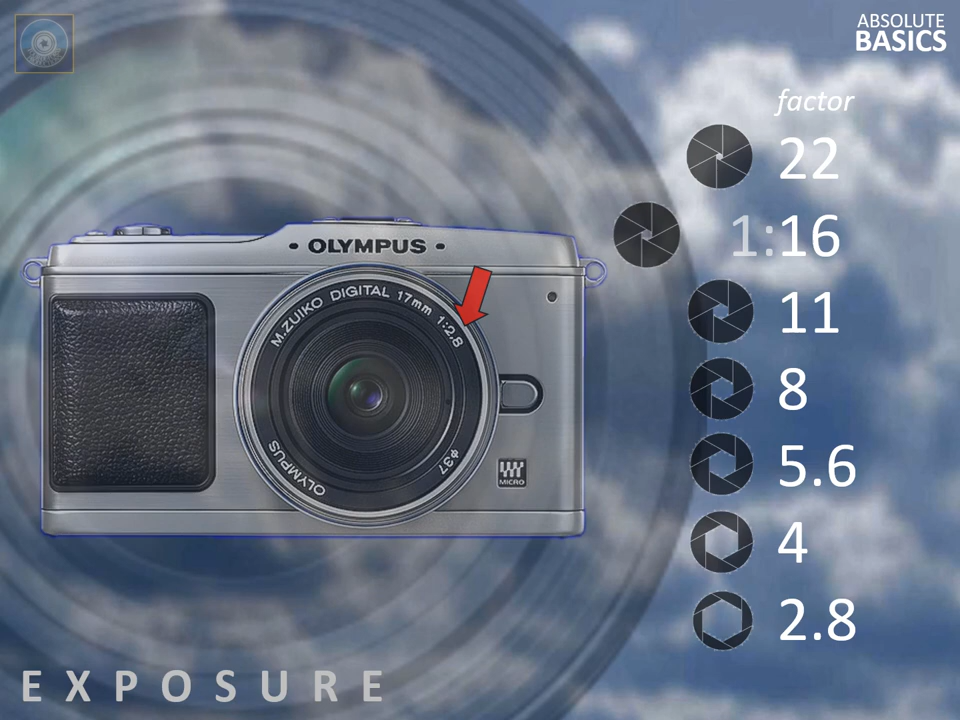 ABSOLUTE
BASICS
factor
22
1:16
11
8
5.6
4
2.8
• OLYMPUS •
M.ZUIKO DIGITAL 17mm 1:2.8
OLYMPUS
φ37
MICRO
EXPOSURE